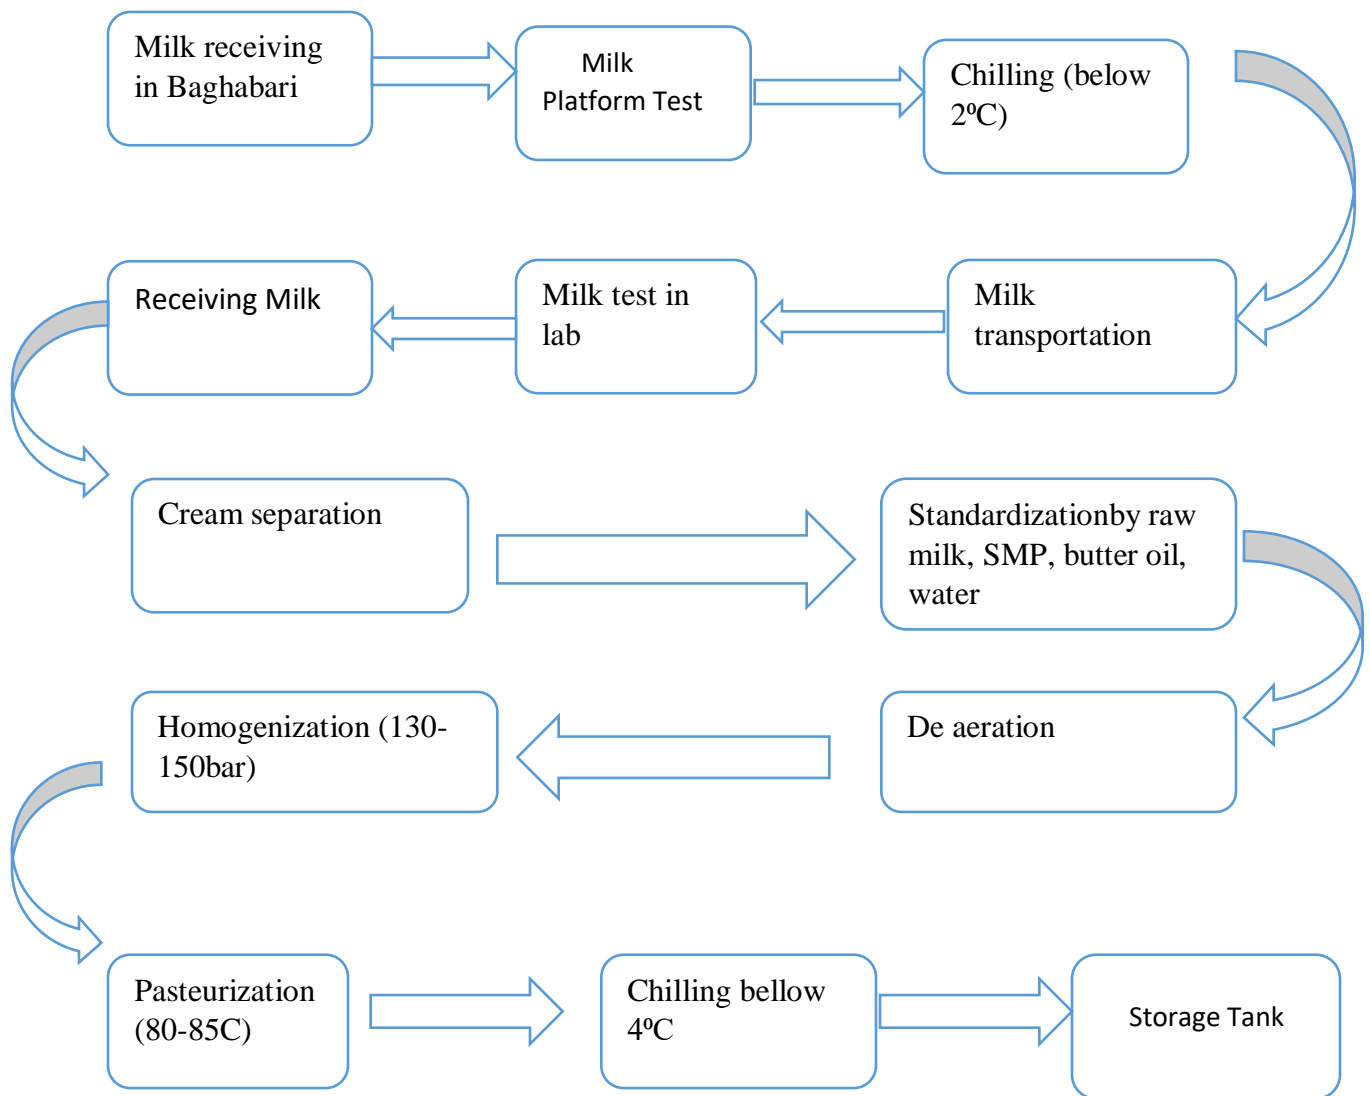 Milk receiving
in Baghabari
Milk
Platform Test
Chilling (below
2⁰C)
Milk
transportation
Milk test in
lab
Receiving Milk
Cream separation
Standardizationby raw
milk, SMP, butter oil,
water
De aeration
Homogenization (130-
150bar)
Pasteurization
(80-85C)
Chilling bellow
4⁰C
Storage Tank